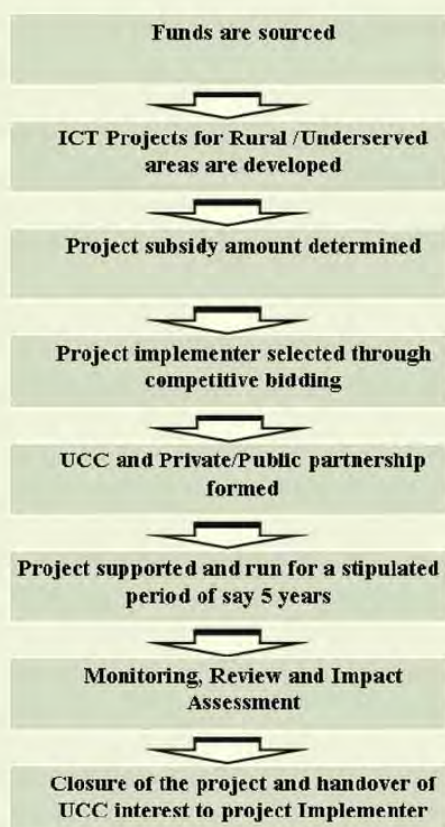 Funds are sourced
ICT Projects for Rural /Underserved
areas are developed
Project subsidy amount determined
Project implementer selected through
competitive bidding
UCC and Private/Public partnership
formed
Project supported and run for a stipulated
period of say 5 years
Monitoring, Review and Impact
Assessment
Closure of the project and handover of
UCC interest to project Implementer